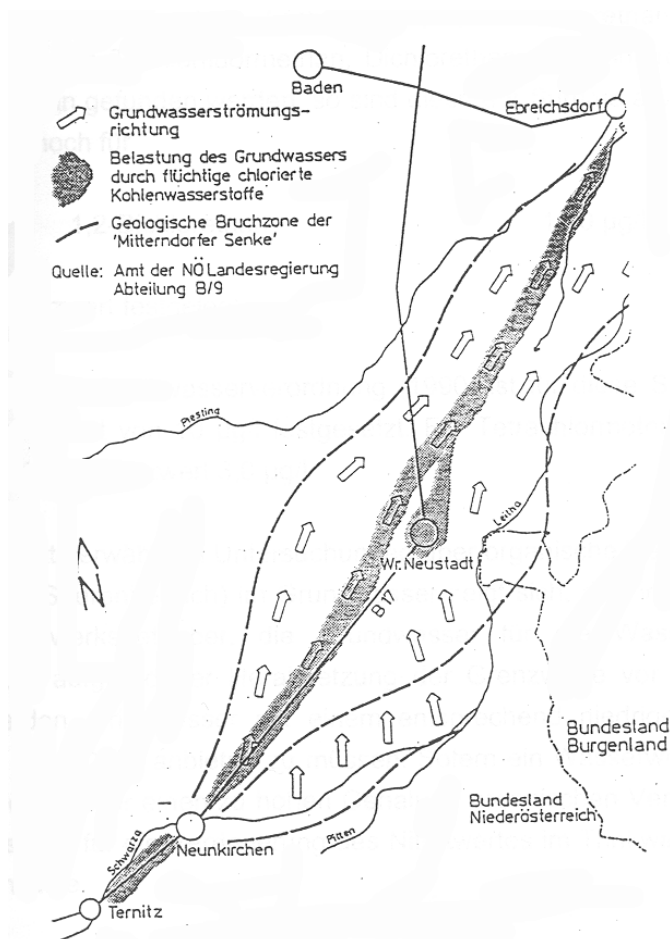 Baden
Ebreichsdorf
Grundwasserströmungs-
richtung
Belastung des Grundwassers
durch flüchtige chlorierte
Kohlenwasserstoffe
Geologische Bruchzone der
'Mitterndorfer Senke'
Quelle: Amt der NÖ Landesregierung
Abteilung B/9
Piesting
Leitha
Wr. Neustadt
B17
N
Bundesland
Burgenland
Bundesland
Niederösterreich
Schwarza
Neunkirchen
Pitten
Ternitz